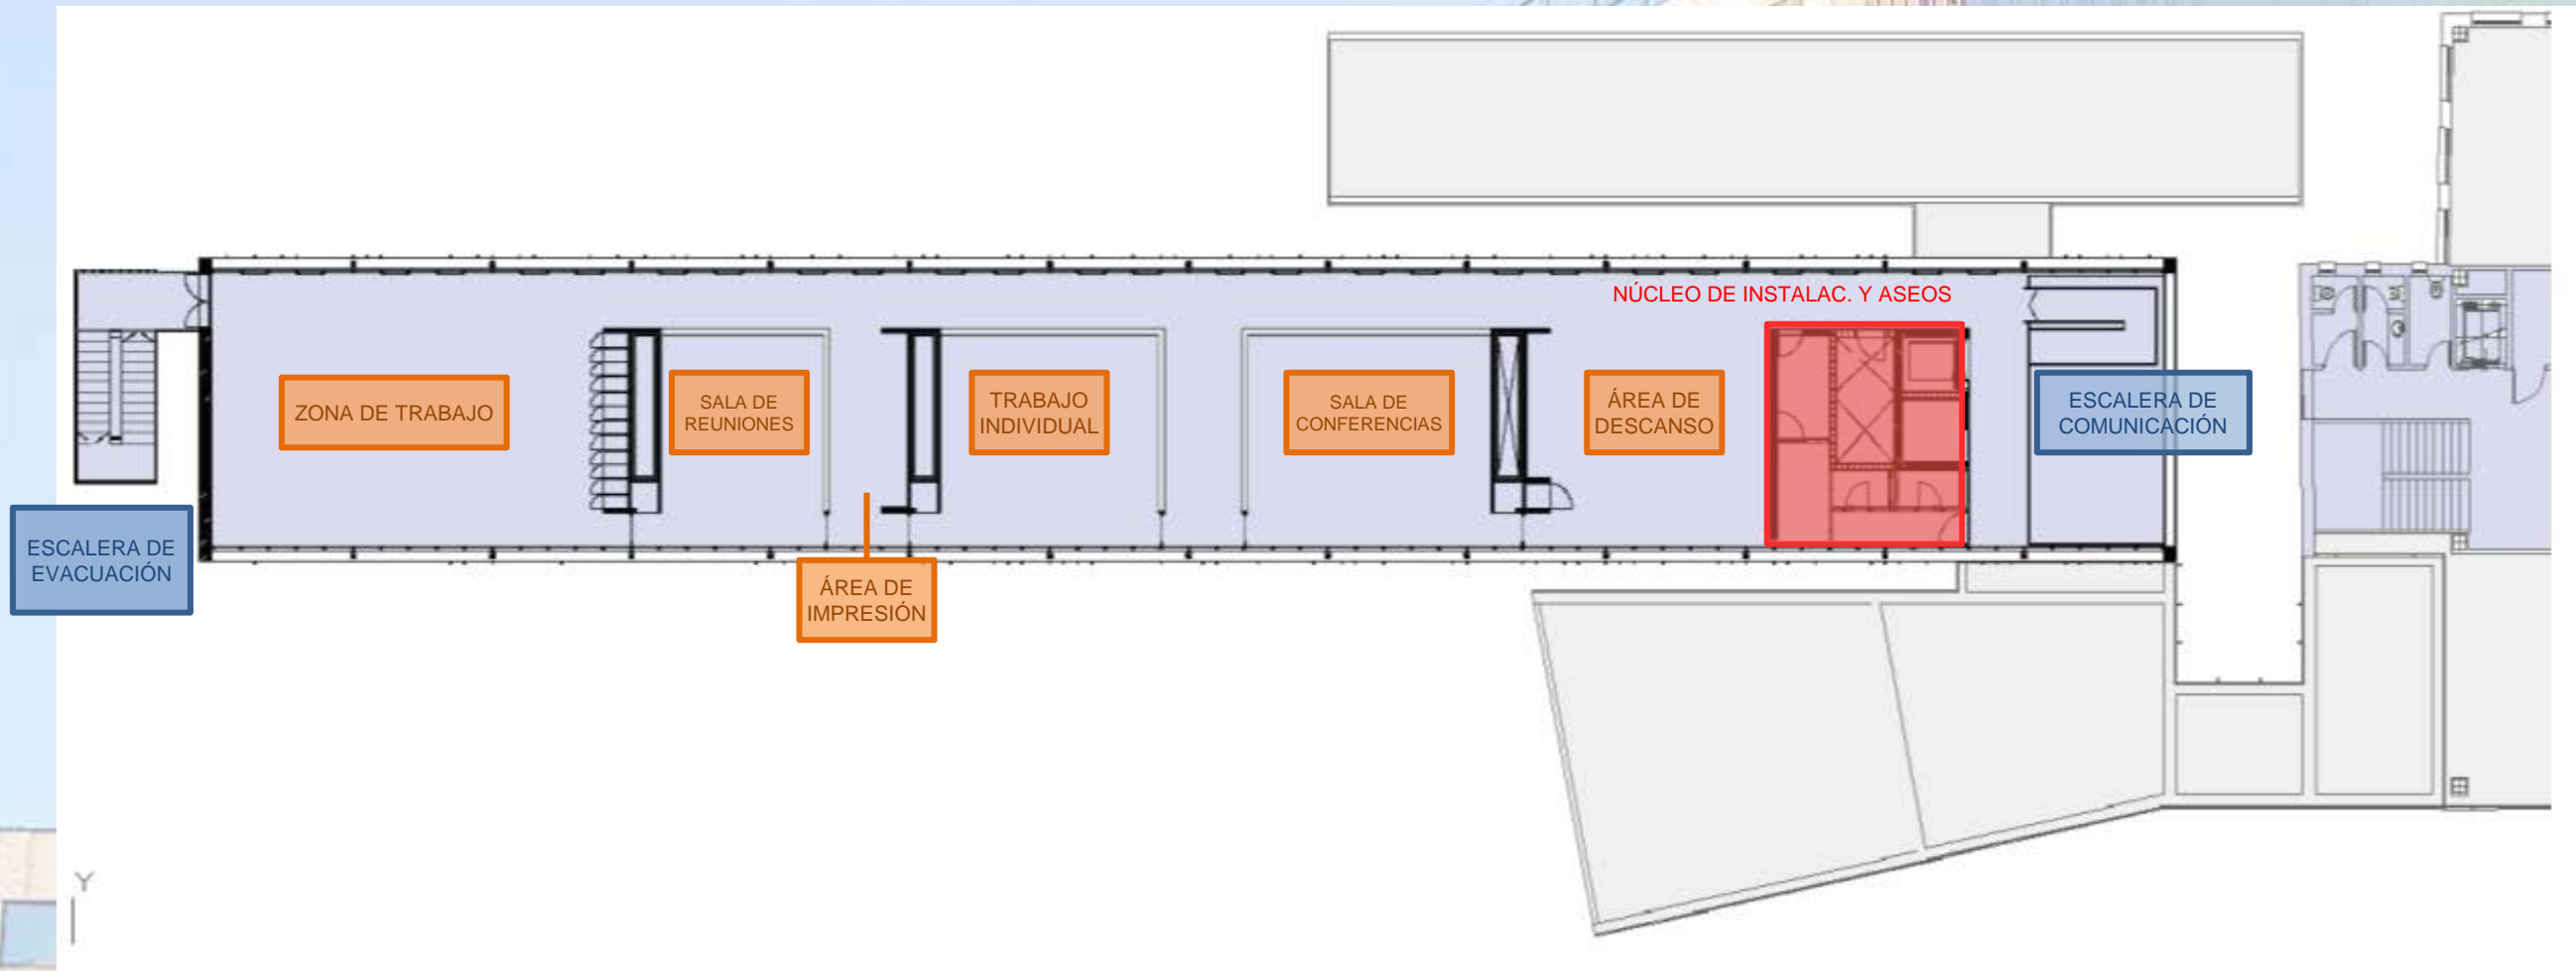 NÚCLEO DE INSTALAC. Y ASEOS
ZONA DE TRABAJO
SALA DE
REUNIONES
TRABAJO
INDIVIDUAL
SALA DE
CONFERENCIAS
ÁREA DE
DESCANSO
ESCALERA DE
COMUNICACIÓN
ESCALERA DE
EVACUACIÓN
ÁREA DE
IMPRESIÓN
Y